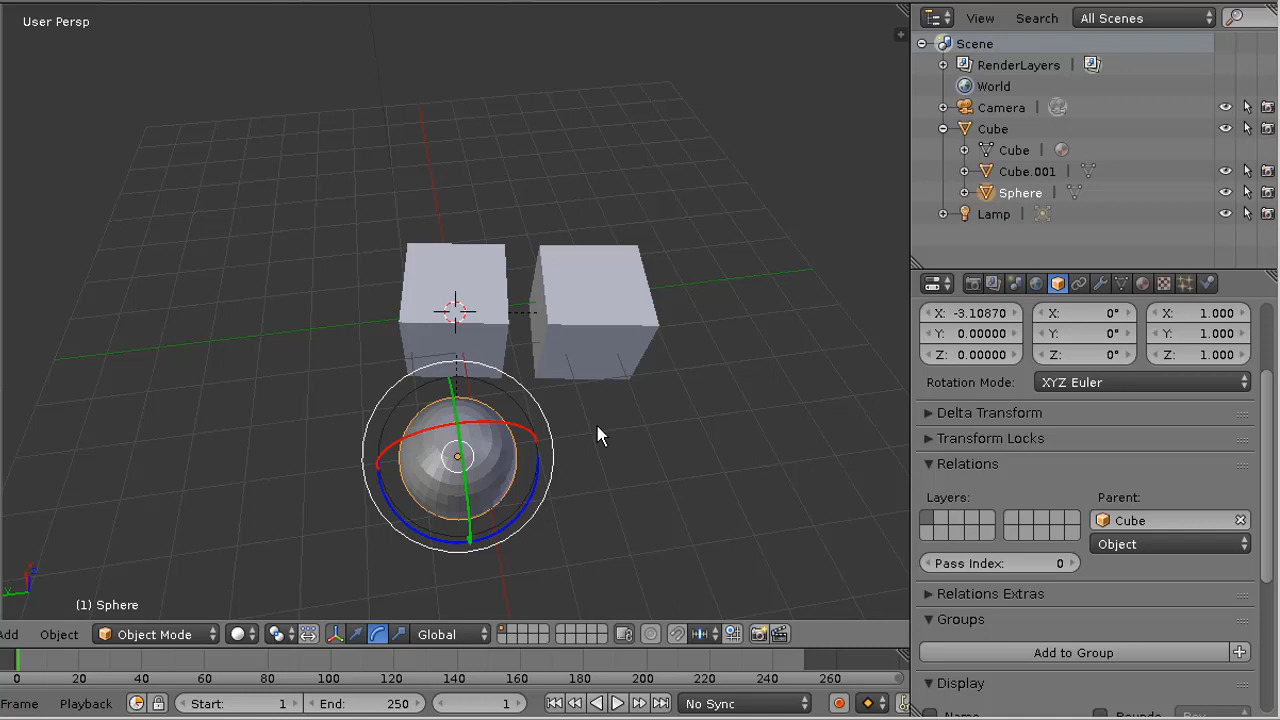 User Persp
View Search All Scenes
Scene
RenderLayers
World
Camera
Cube
Cube
Cube.001
Sphere
Lamp
X: -3.10870 X: 0° X: 1.000
Y: 0.00000 Y: 0° Y: 1.000
Z: 0.00000 Z: 0° Z: 1.000
Rotation Mode: XYZ Euler
Delta Transform
Transform Locks
Relations
Layers: Parent:
Cube
Object
Pass Index: 0
Relations Extras
Groups
Add to Group
Display
(1) Sphere
Add Object Object Mode Global
0 20 40 60 80 100 120 140 160 180 200 220 240 260
Frame Playback Start: 1 End: 250 1 No Sync